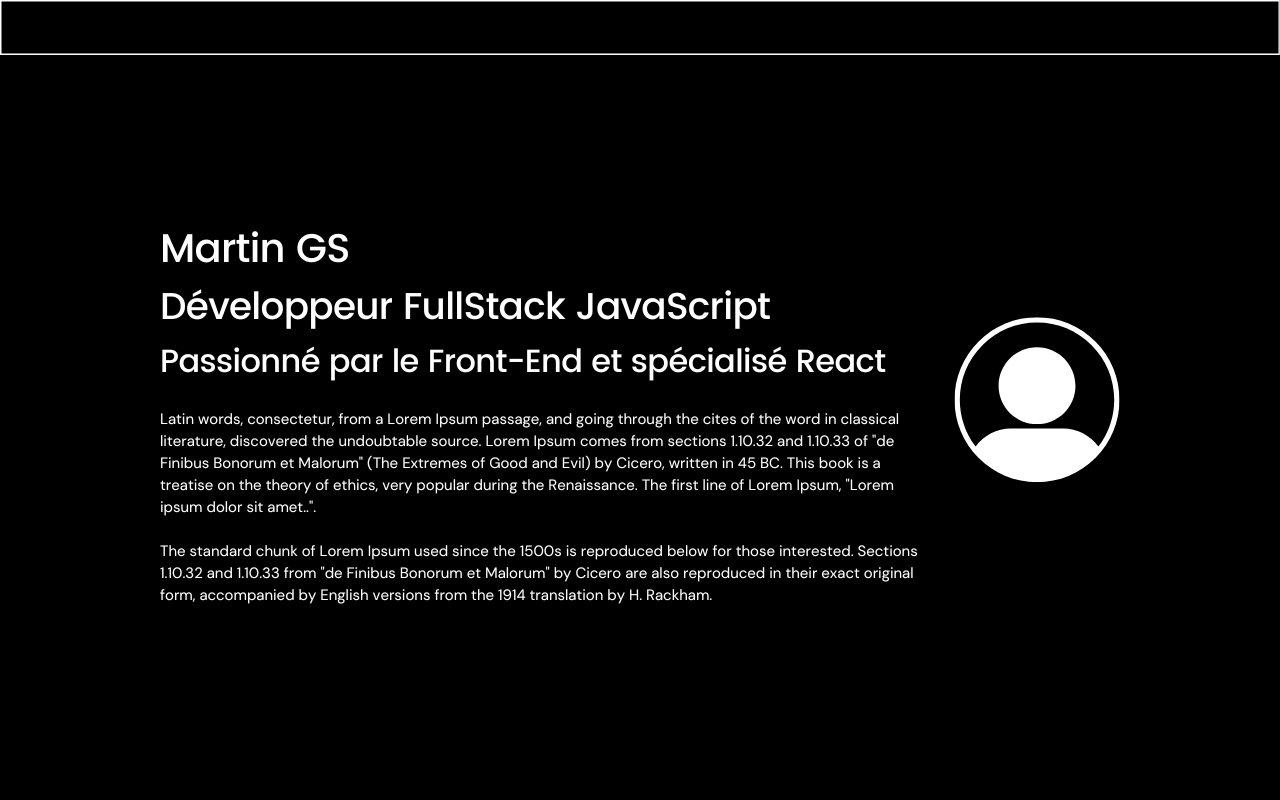 Martin GS
Développeur FullStack JavaScript
Passionné par le Front-End et spécialisé React
Latin words, consectetur, from a Lorem Ipsum passage, and going through the cites of the word in classical
literature, discovered the undoubtable source. Lorem Ipsum comes from sections 1.10.32 and 1.10.33 of "de
Finibus Bonorum et Malorum" (The Extremes of Good and Evil) by Cicero, written in 45 BC. This book is a
treatise on the theory of ethics, very popular during the Renaissance. The first line of Lorem Ipsum, "Lorem
ipsum dolor sit amet..".
The standard chunk of Lorem Ipsum used since the 1500s is reproduced below for those interested. Sections
1.10.32 and 1.10.33 from "de Finibus Bonorum et Malorum" by Cicero are also reproduced in their exact original
form, accompanied by English versions from the 1914 translation by H. Rackham.